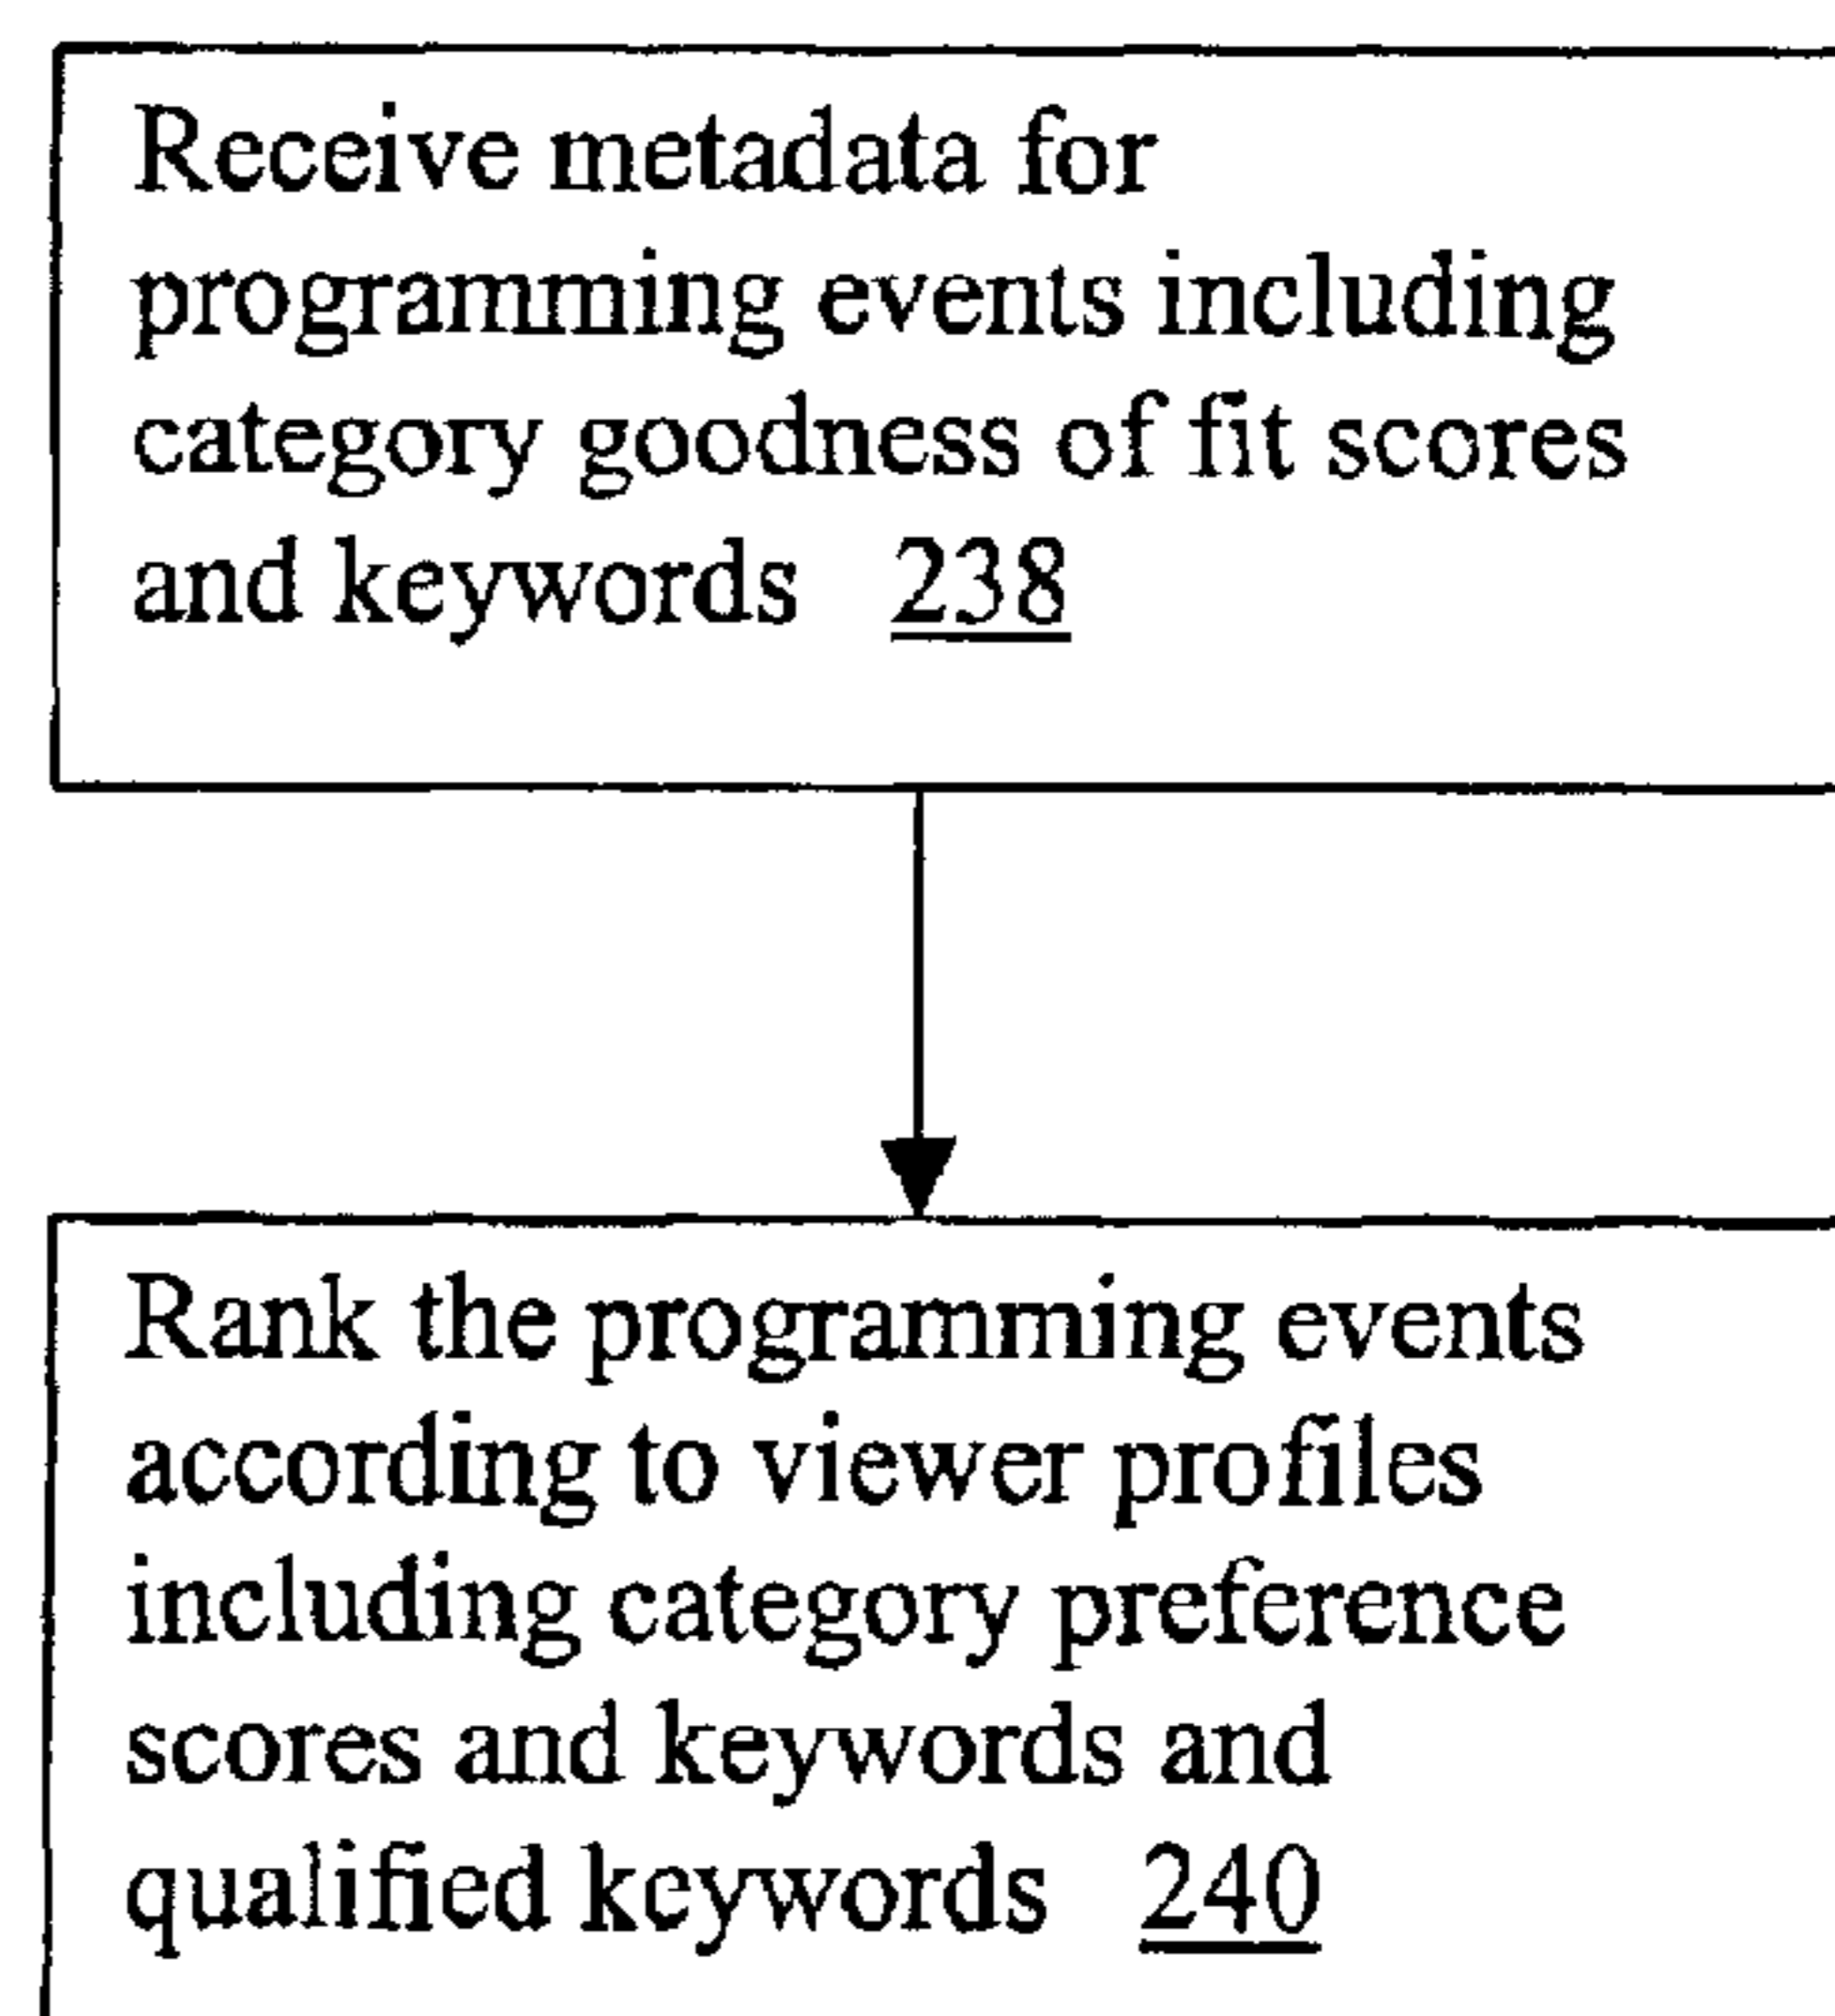 Receive metadata for
programming events including
category goodness of fit scores
and keywords 238
Rank the programming events
according to viewer profiles
including category preference
scores and keywords and
qualified keywords 240